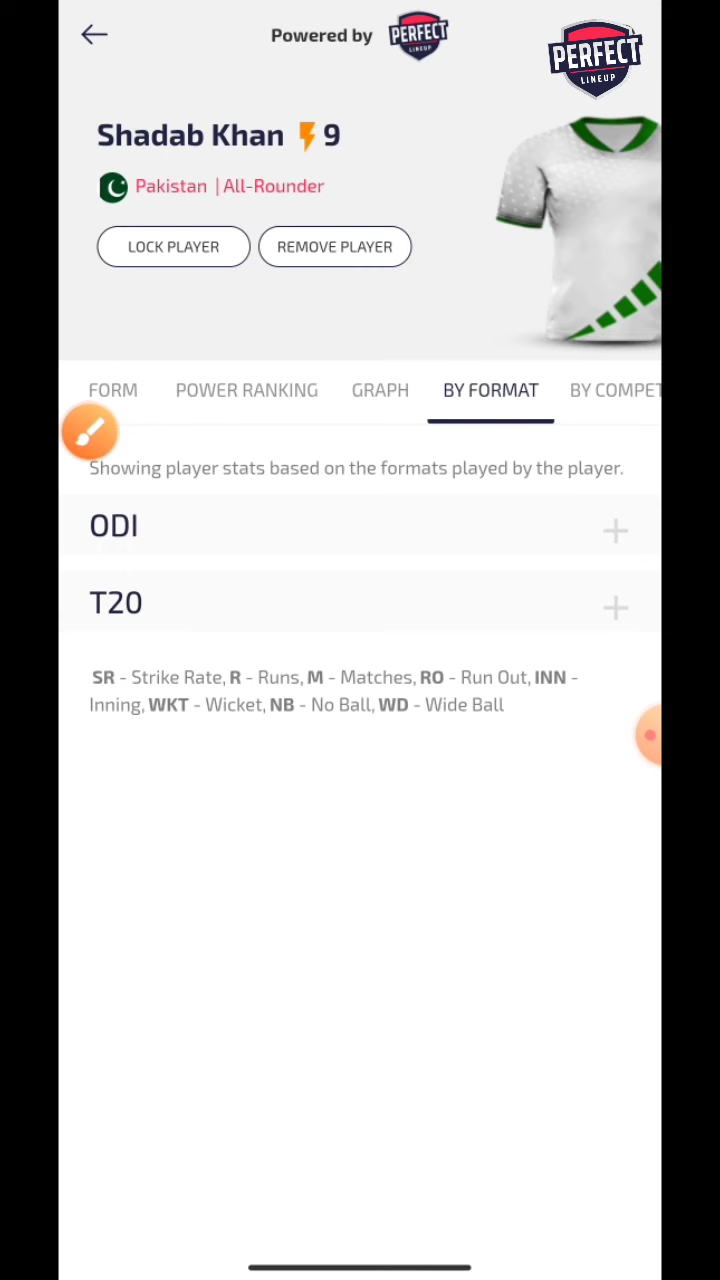 Powered by PERFECT LINEUP
PERFECT
LINEUP
Shadab Khan 9
Pakistan | All-Rounder
LOCK PLAYER REMOVE PLAYER
FORM POWER RANKING GRAPH BY FORMAT BY COMPET
Showing player stats based on the formats played by the player.
ODI +
T20 +
SR - Strike Rate, R - Runs, M - Matches, RO - Run Out, INN -
Inning, WKT - Wicket, NB - No Ball, WD - Wide Ball